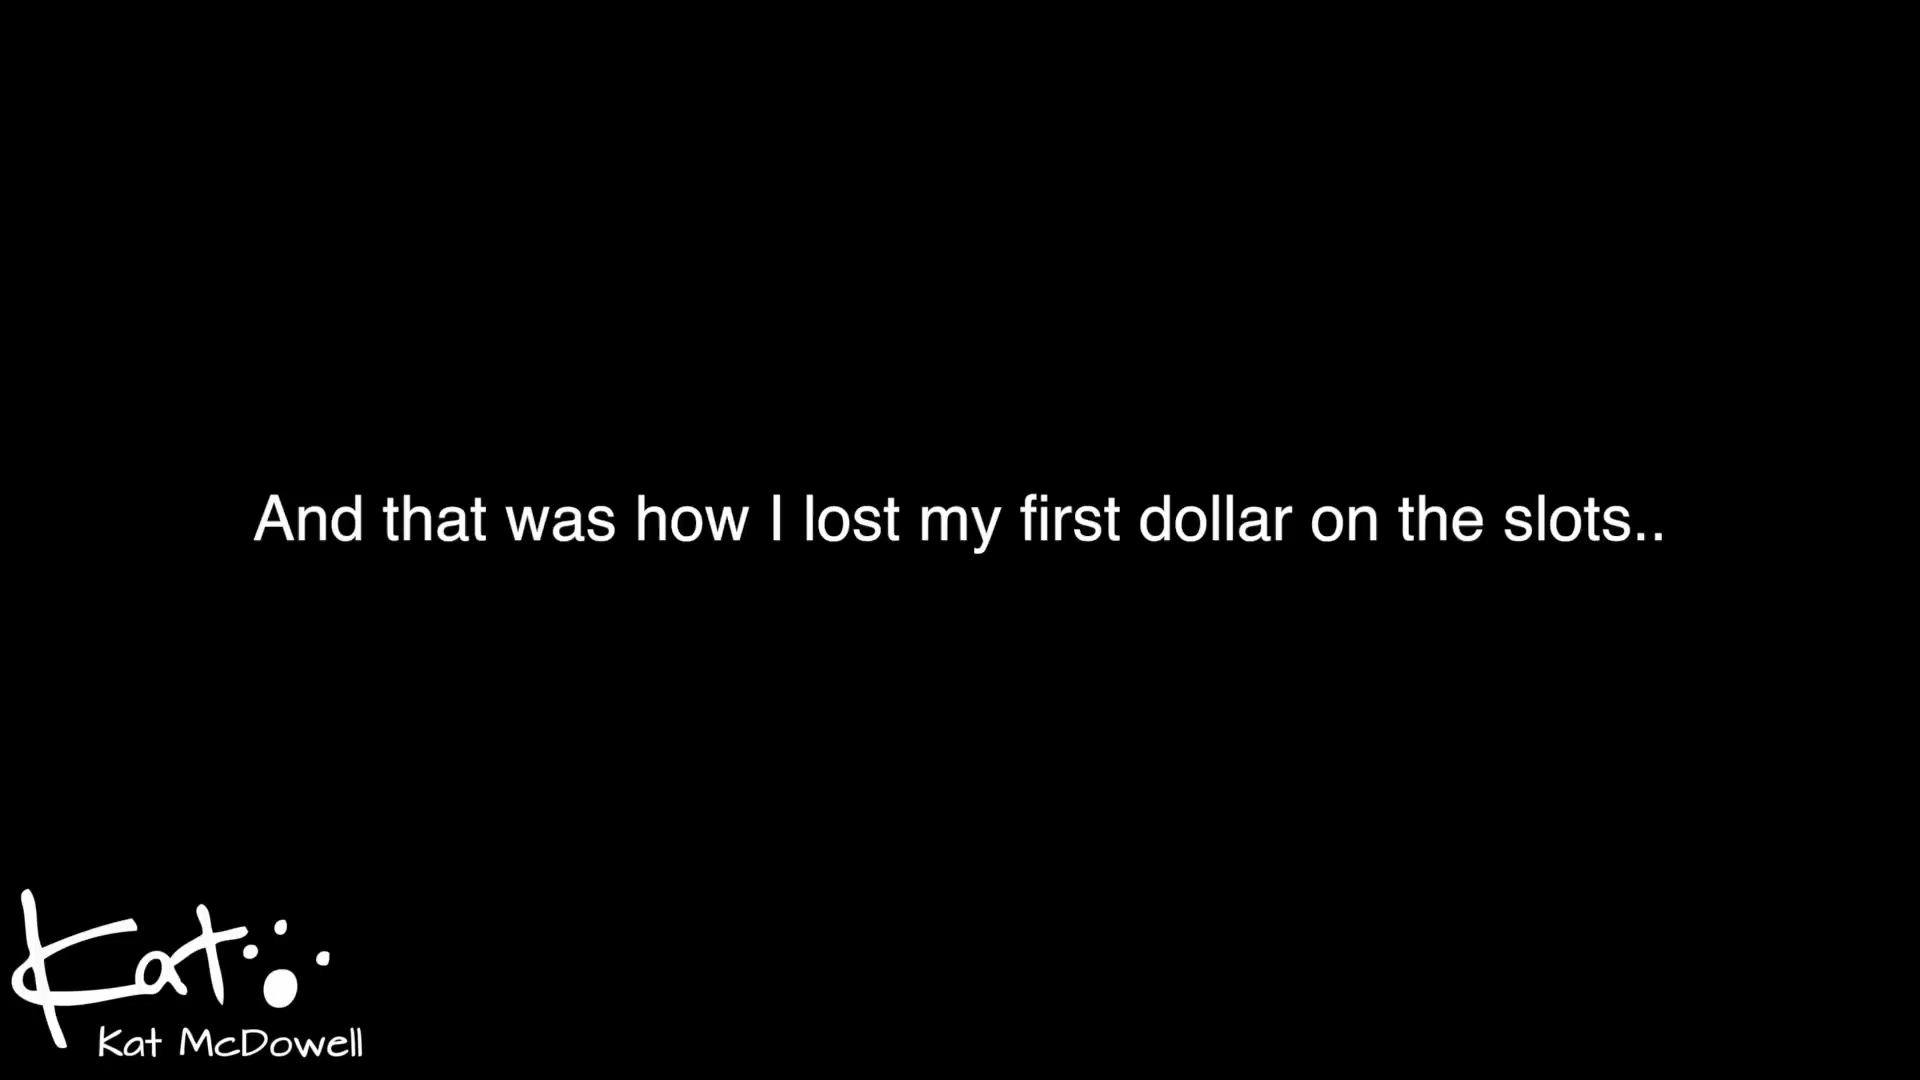 And that was how I lost my first dollar on the slots..
Kat
Kat McDowell